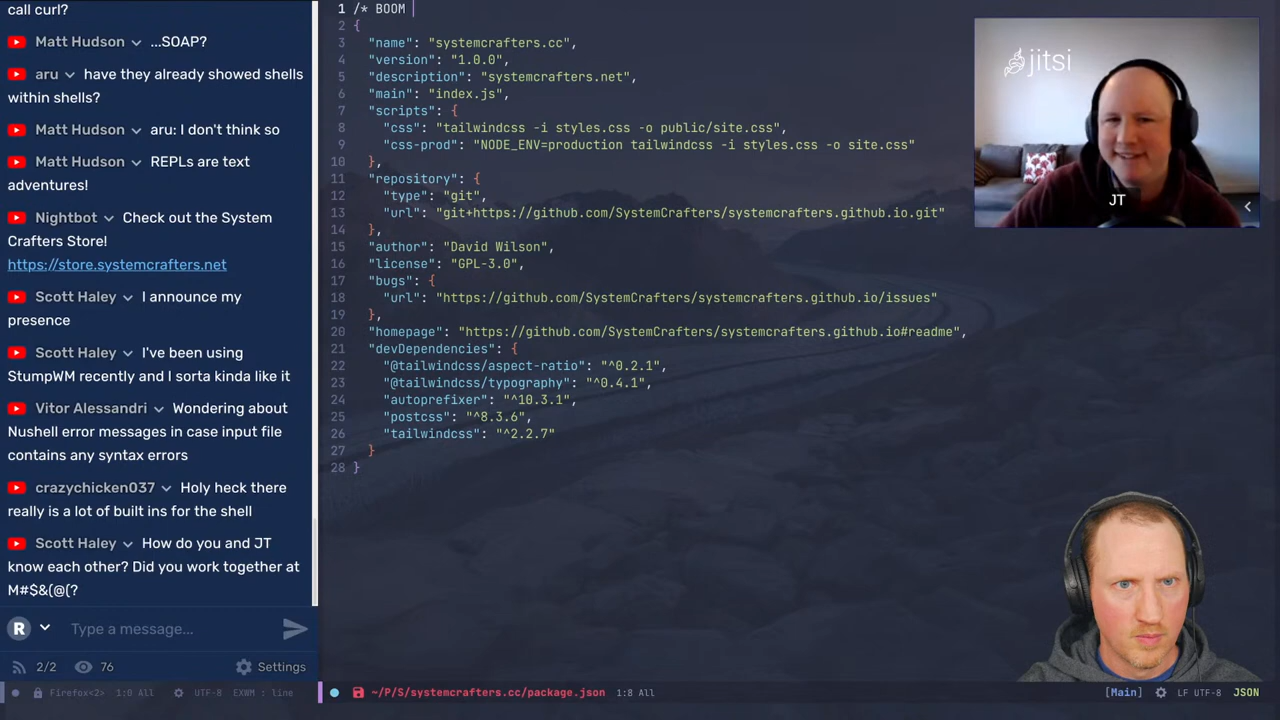 call curl?
Matt Hudson ...SOAP?
aru have they already showed shells
within shells?
Matt Hudson aru: I don't think so
Matt Hudson REPLs are text
adventures!
Nightbot Check out the System
Crafters Store!
https://store.systemcrafters.net
Scott Haley I announce my
presence
Scott Haley I've been using
StumpWM recently and I sorta kinda like it
Vitor Alessandri Wondering about
Nushell error messages in case input file
contains any syntax errors
crazychicken037 Holy heck there
really is a lot of built ins for the shell
Scott Haley How do you and JT
know each other? Did you work together at
M#$&(@(?
R Type a message...
2/2 76 Settings
Firefox<2> 1:0 All UTF-8 EXWM : line
1 /* BOOM
2 {
3 "name": "systemcrafters.cc",
4 "version": "1.0.0",
5 "description": "systemcrafters.net",
6 "main": "index.js",
7 "scripts": {
8 "css": "tailwindcss -i styles.css -o public/site.css",
9 "css-prod": "NODE_ENV=production tailwindcss -i styles.css -o site.css"
10 },
11 "repository": {
12 "type": "git",
13 "url": "git+https://github.com/SystemCrafters/systemcrafters.github.io.git"
14 },
15 "author": "David Wilson",
16 "license": "GPL-3.0",
17 "bugs": {
18 "url": "https://github.com/SystemCrafters/systemcrafters.github.io/issues"
19 },
20 "homepage": "https://github.com/SystemCrafters/systemcrafters.github.io#readme",
21 "devDependencies": {
22 "@tailwindcss/aspect-ratio": "^0.2.1",
23 "@tailwindcss/typography": "^0.4.1",
24 "autoprefixer": "^10.3.1",
25 "postcss": "^8.3.6",
26 "tailwindcss": "^2.2.7"
27 }
28 }
~/P/S/systemcrafters.cc/package.json 1:8 All [Main] LF UTF-8 JSON
jitsi
JT